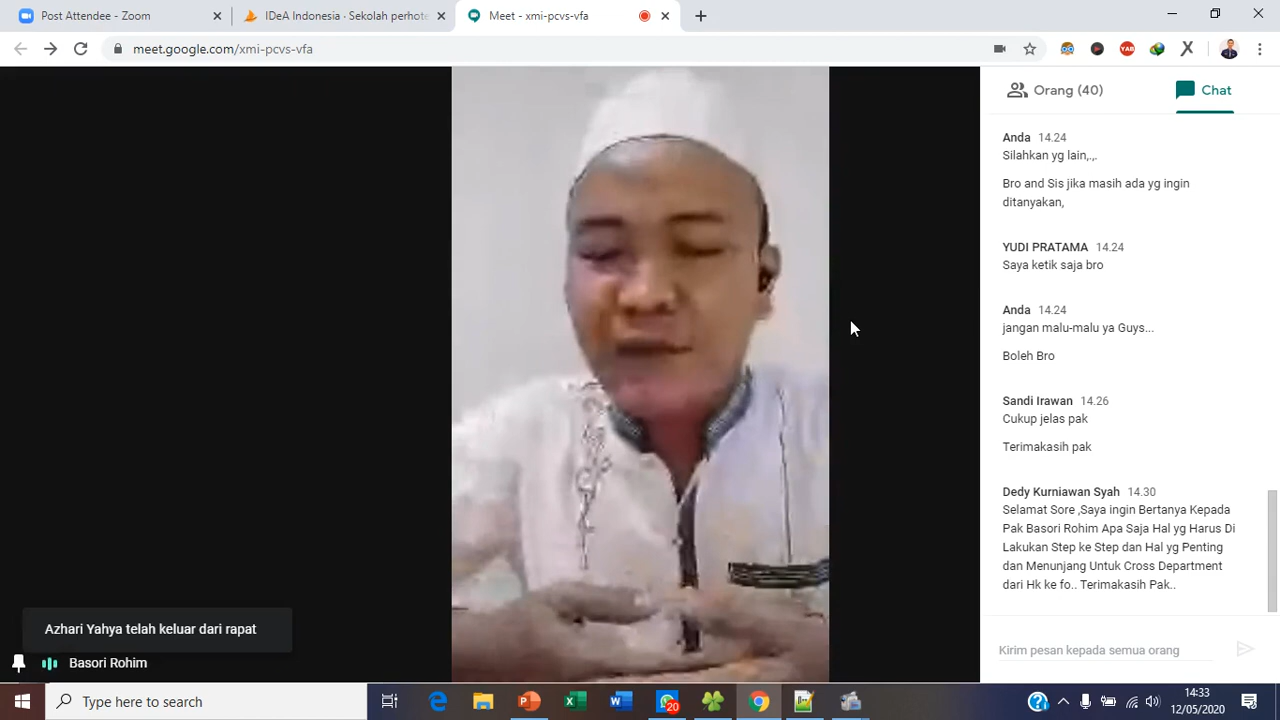 Post Attendee - Zoom
IDeA Indonesia · Sekolah perhote
Meet - xmi-pcvs-vfa
meet.google.com/xmi-pcvs-vfa
YAB
Orang (40)
Chat
Anda 14.24
Silahkan yg lain,.,.
Bro and Sis jika masih ada yg ingin
ditanyakan,
YUDI PRATAMA 14.24
Saya ketik saja bro
Anda 14.24
jangan malu-malu ya Guys...
Boleh Bro
Sandi Irawan 14.26
Cukup jelas pak
Terimakasih pak
Dedy Kurniawan Syah 14.30
Selamat Sore ,Saya ingin Bertanya Kepada
Pak Basori Rohim Apa Saja Hal yg Harus Di
Lakukan Step ke Step dan Hal yg Penting
dan Menunjang Untuk Cross Department
dari Hk ke fo.. Terimakasih Pak..
Azhari Yahya telah keluar dari rapat
Basori Rohim
Kirim pesan kepada semua orang
Type here to search
20
14:33
12/05/2020